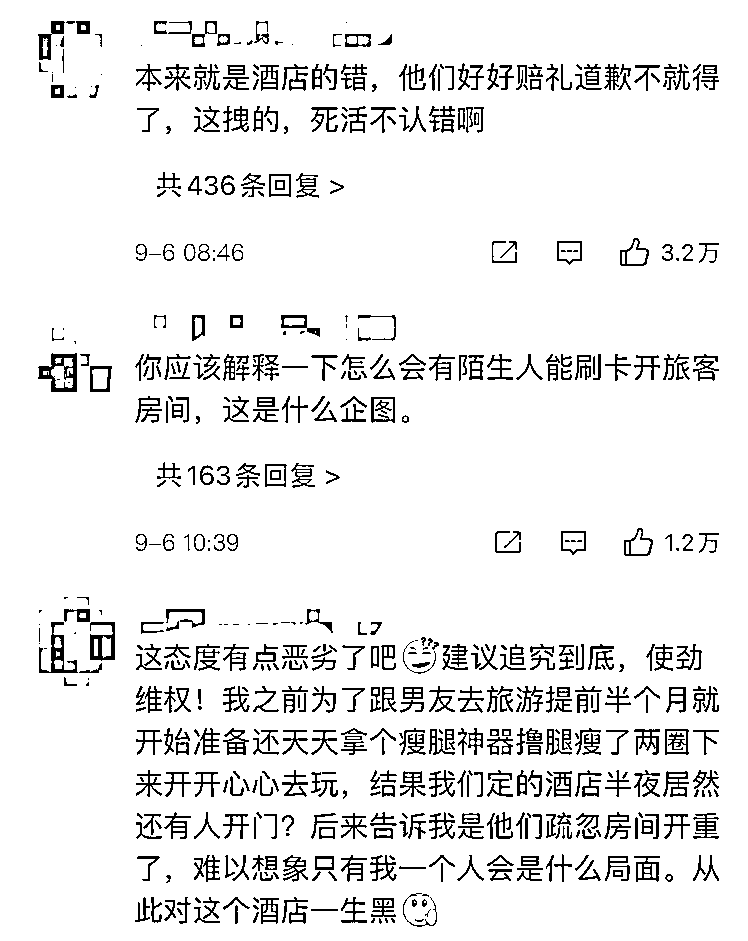 本来就是酒店的错，他们好好赔礼道歉不就得
了，这拽的，死活不认错啊
共436条回复 >
9-6 08:46
3.2万
你应该解释一下怎么会有陌生人能刷卡开旅客
房间，这是什么企图。
共163条回复 >
9-6 10:39
1.2万
这态度有点恶劣了吧建议追究到底，使劲
维权！我之前为了跟男友去旅游提前半个月就
开始准备还天天拿个瘦腿神器撸腿瘦了两圈下
来开开心心去玩，结果我们定的酒店半夜居然
还有人开门？后来告诉我是他们疏忽房间开重
了，难以想象只有我一个人会是什么局面。从
此对这个酒店一生黑